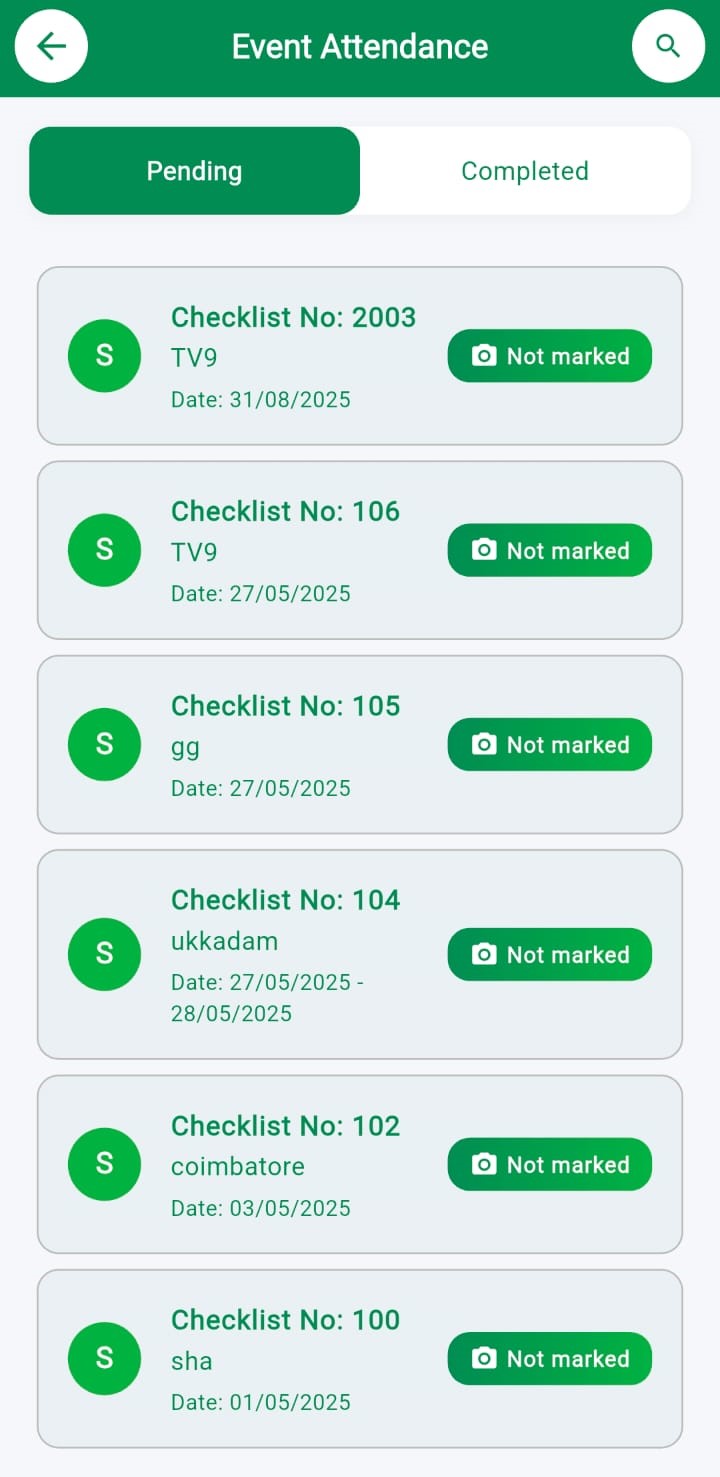 Event Attendance
Pending
Completed
Checklist No: 2003
S
TV9
Not marked
Date: 31/08/2025
Checklist No: 106
S
TV9
Not marked
Date: 27/05/2025
Checklist No: 105
S
gg
Not marked
Date: 27/05/2025
Checklist No: 104
S
ukkadam
Not marked
Date: 27/05/2025 -
28/05/2025
Checklist No: 102
S
coimbatore
Not marked
Date: 03/05/2025
Checklist No: 100
S
sha
Not marked
Date: 01/05/2025